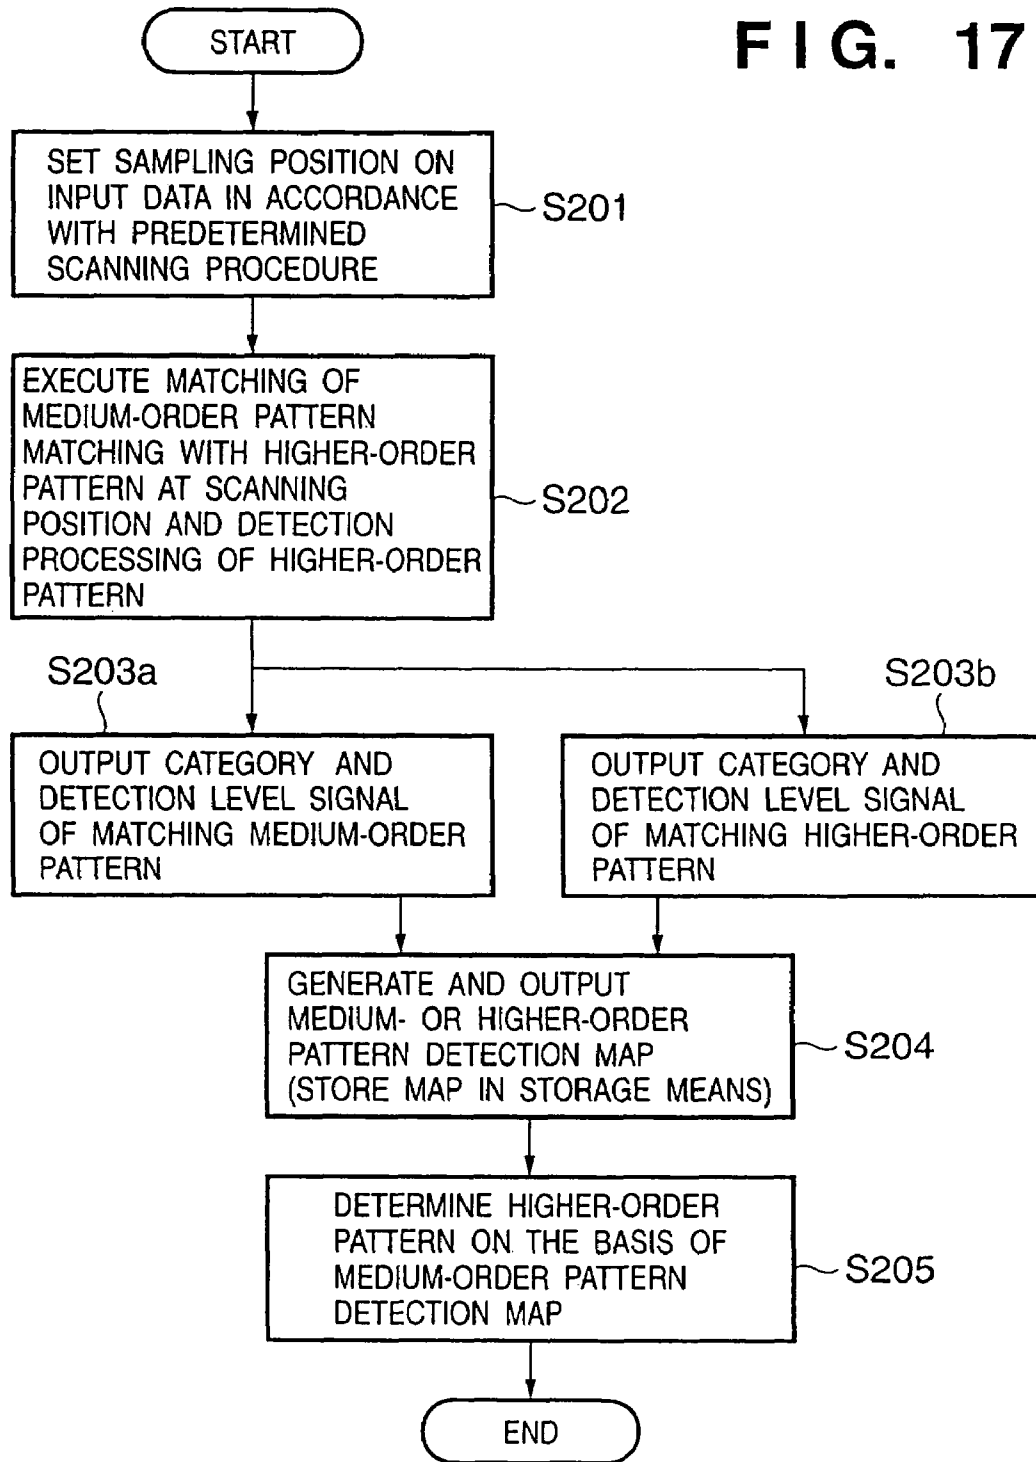 FIG. 17
START
SET SAMPLING POSITION ON
INPUT DATA IN ACCORDANCE
WITH PREDETERMINED
SCANNING PROCEDURE
S201
EXECUTE MATCHING OF
MEDIUM-ORDER PATTERN
MATCHING WITH HIGHER-ORDER
PATTERN AT SCANNING
POSITION AND DETECTION
PROCESSING OF HIGHER-ORDER
PATTERN
S202
S203a
OUTPUT CATEGORY AND
DETECTION LEVEL SIGNAL
OF MATCHING MEDIUM-ORDER
PATTERN
S203b
OUTPUT CATEGORY AND
DETECTION LEVEL SIGNAL
OF MATCHING HIGHER-ORDER
PATTERN
GENERATE AND OUTPUT
MEDIUM- OR HIGHER-ORDER
PATTERN DETECTION MAP
(STORE MAP IN STORAGE MEANS)
S204
DETERMINE HIGHER-ORDER
PATTERN ON THE BASIS OF
MEDIUM-ORDER PATTERN
DETECTION MAP
S205
END